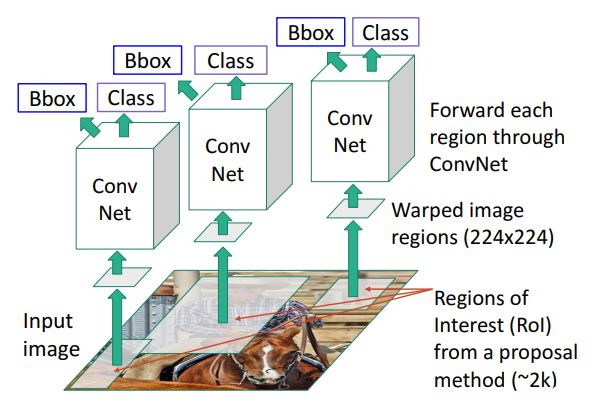 Bbox
Class
Bbox
Class
Bbox
Class
Conv
Net
Conv
Net
Conv
Net
Forward each
region through
ConvNet
Warped image
regions (224x224)
Input
image
Regions of
Interest (RoI)
from a proposal
method (~2k)